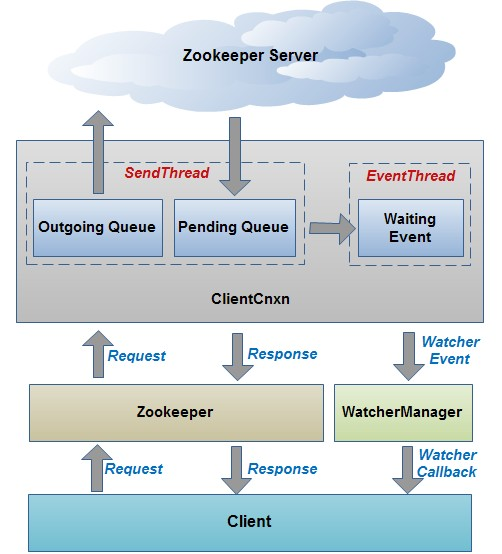 Zookeeper Server
SendThread
EventThread
Outgoing Queue
Pending Queue
Waiting
Event
ClientCnxn
Request
Response
Watcher
Event
Zookeeper
WatcherManager
Request
Response
Watcher
Callback
Client